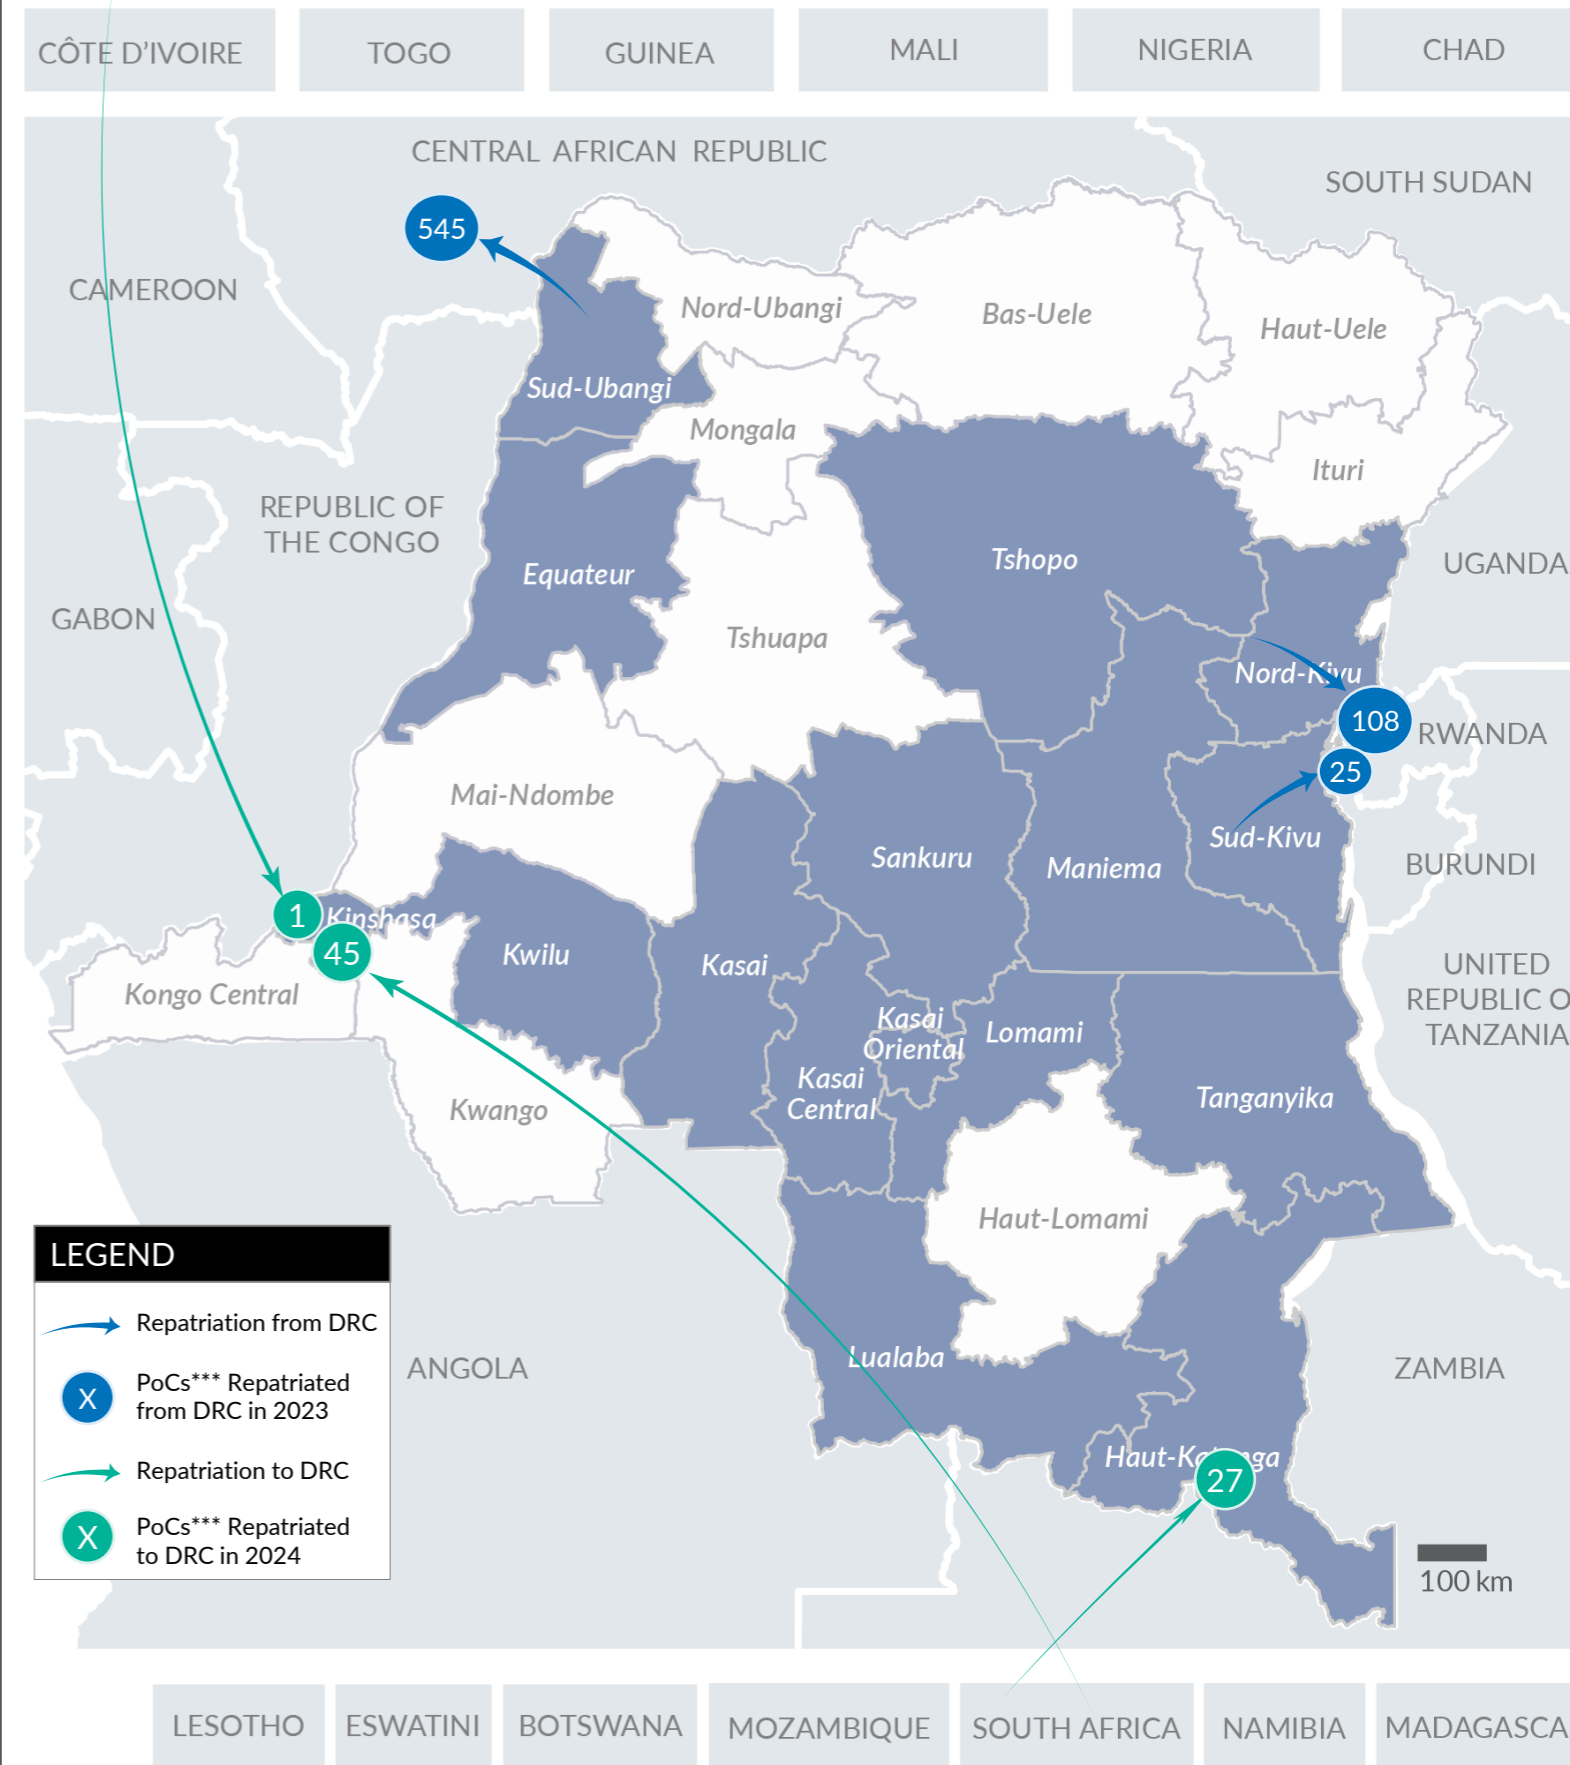 CÔTE D’IVOIRE
TOGO
GUINEA
MALI
NIGERIA
CHAD
CENTRAL AFRICAN REPUBLIC
SOUTH SUDAN
545
CAMEROON
Nord-Ubangi
Bas-Uele
Haut-Uele
Sud-Ubangi
Mongala
Ituri
REPUBLIC OF
THE CONGO
Equateur
Tshopo
UGANDA
GABON
Tshuapa
Nord-Kivu
108
RWANDA
25
Mai-Ndombe
Sud-Kivu
Sankuru
Maniema
BURUNDI
1
Kinshasa
45
Kwilu
Kasai
Kongo Central
UNITED
REPUBLIC O
TANZANIA
Kasai
Oriental
Lomami
Kasai
Central
Tanganyika
Kwango
Haut-Lomami
LEGEND
Repatriation from DRC
X
PoCs*** Repatriated
from DRC in 2023
Repatriation to DRC
X
PoCs*** Repatriated
to DRC in 2024
ANGOLA
Lualaba
ZAMBIA
Haut-Katanga
27
100 km
LESOTHO
ESWATINI
BOTSWANA
MOZAMBIQUE
SOUTH AFRICA
NAMIBIA
MADAGASCA